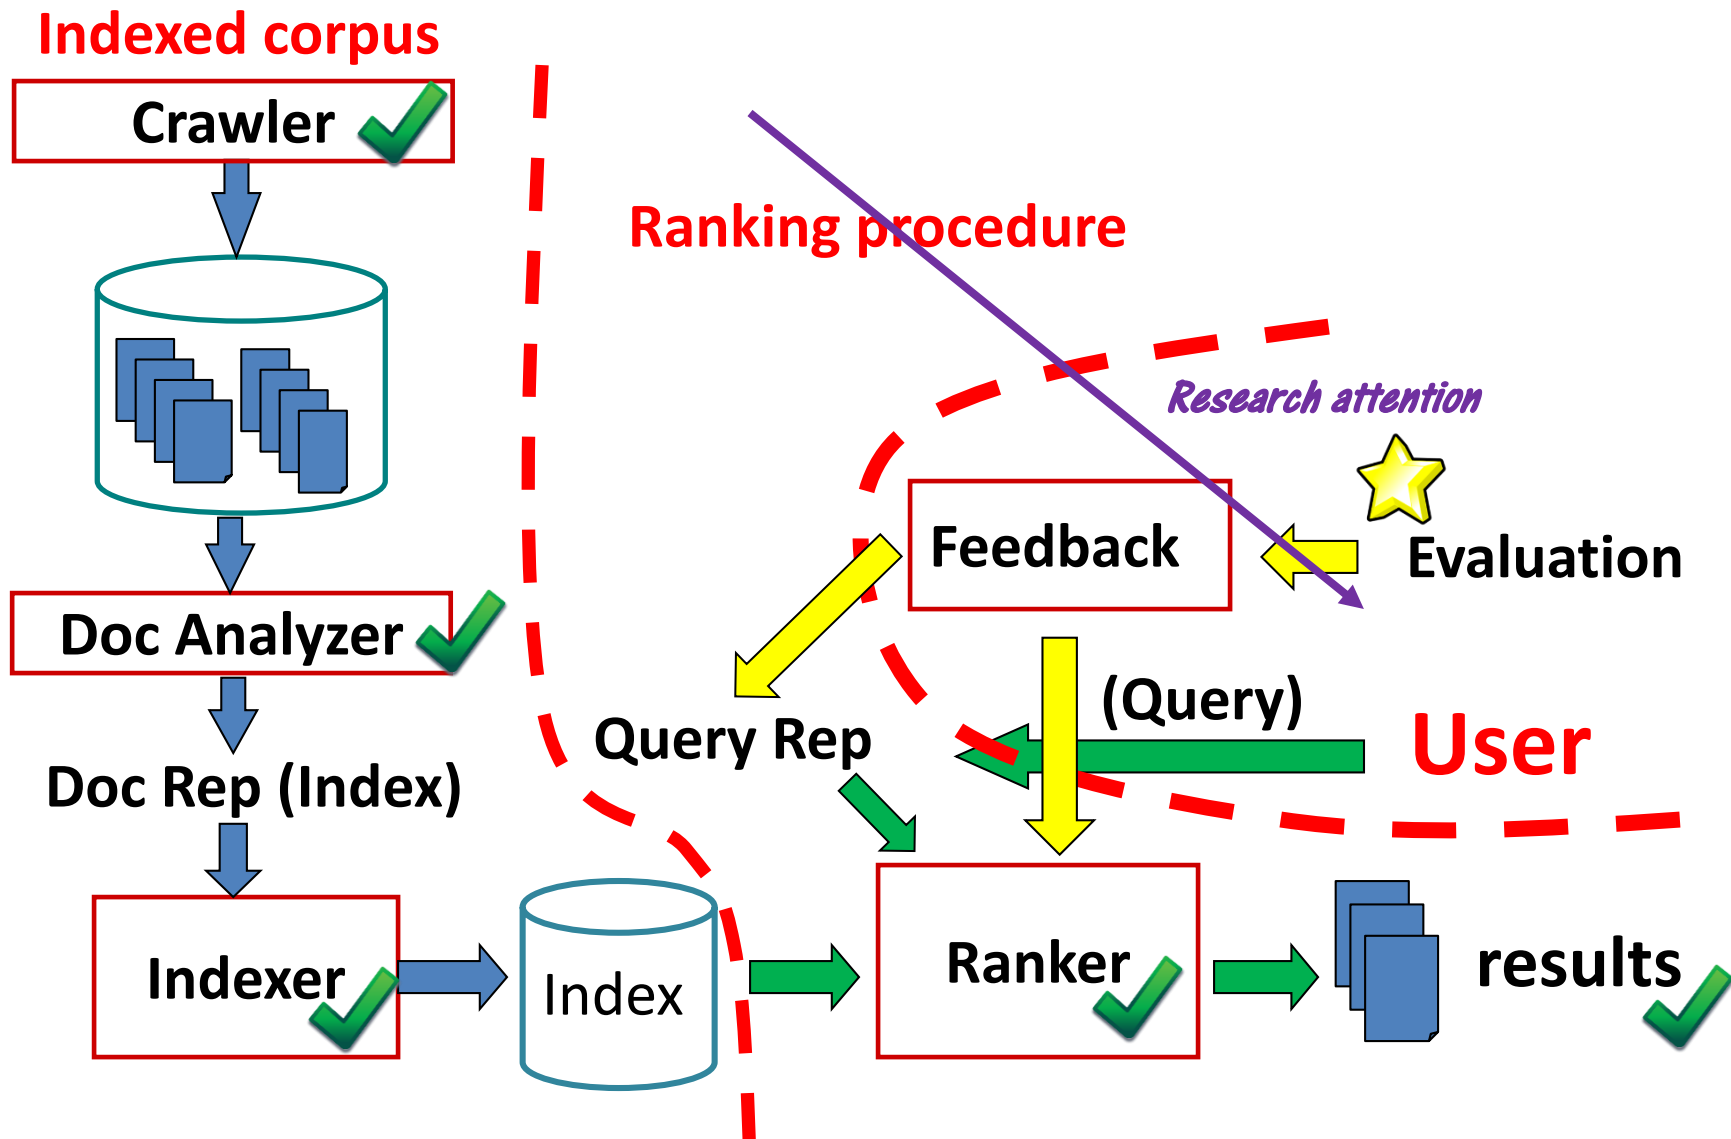 Indexed corpus
Crawler
Ranking procedure
Research attention
Feedback
Evaluation
Doc Analyzer
(Query)
Query Rep
User
Doc Rep (Index)
Indexer
Index
Ranker
results